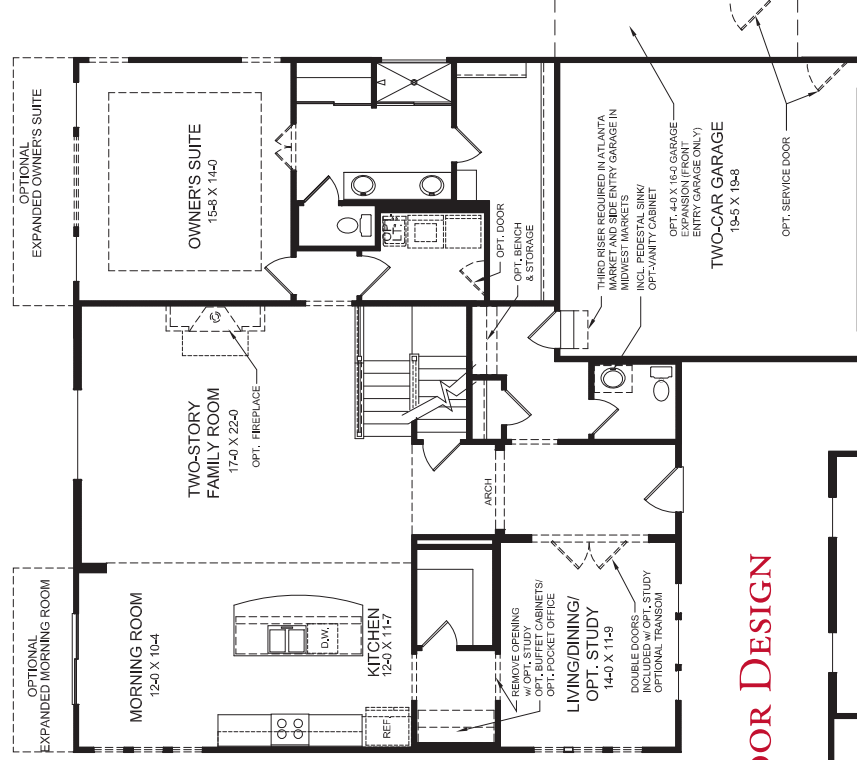 OPTIONAL
EXPANDED OWNER'S SUITE
OWNER'S SUITE
15-8 X 14-0
OPT.
L.T.
OPT. DOOR
OPT. BENCH
& STORAGE
THIRD RISER REQUIRED IN ATLANTA
MARKET AND SIDE ENTRY GARAGE IN
MIDWEST MARKETS
INCL. PEDESTAL SINK/
OPT-VANITY CABINET
OPT. 4-0 X 16-0 GARAGE
EXPANSION (FRONT
ENTRY GARAGE ONLY)
TWO-CAR GARAGE
19-5 X 19-8
OPT. SERVICE DOOR
TWO-STORY
FAMILY ROOM
17-0 X 22-0
OPT. FIREPLACE
ARCH
OPTIONAL
EXPANDED MORNING ROOM
MORNING ROOM
12-0 X 10-4
D.W.
KITCHEN
12-0 X 11-7
REF.
REMOVE OPENING
w/ OPT. STUDY
OPT. BUFFET CABINETS/
OPT. POCKET OFFICE
LIVING/DINING/
OPT. STUDY
14-0 X 11-9
DOUBLE DOORS
INCLUDED w/ OPT. STUDY
OPTIONAL TRANSOM
OOR DESIGN